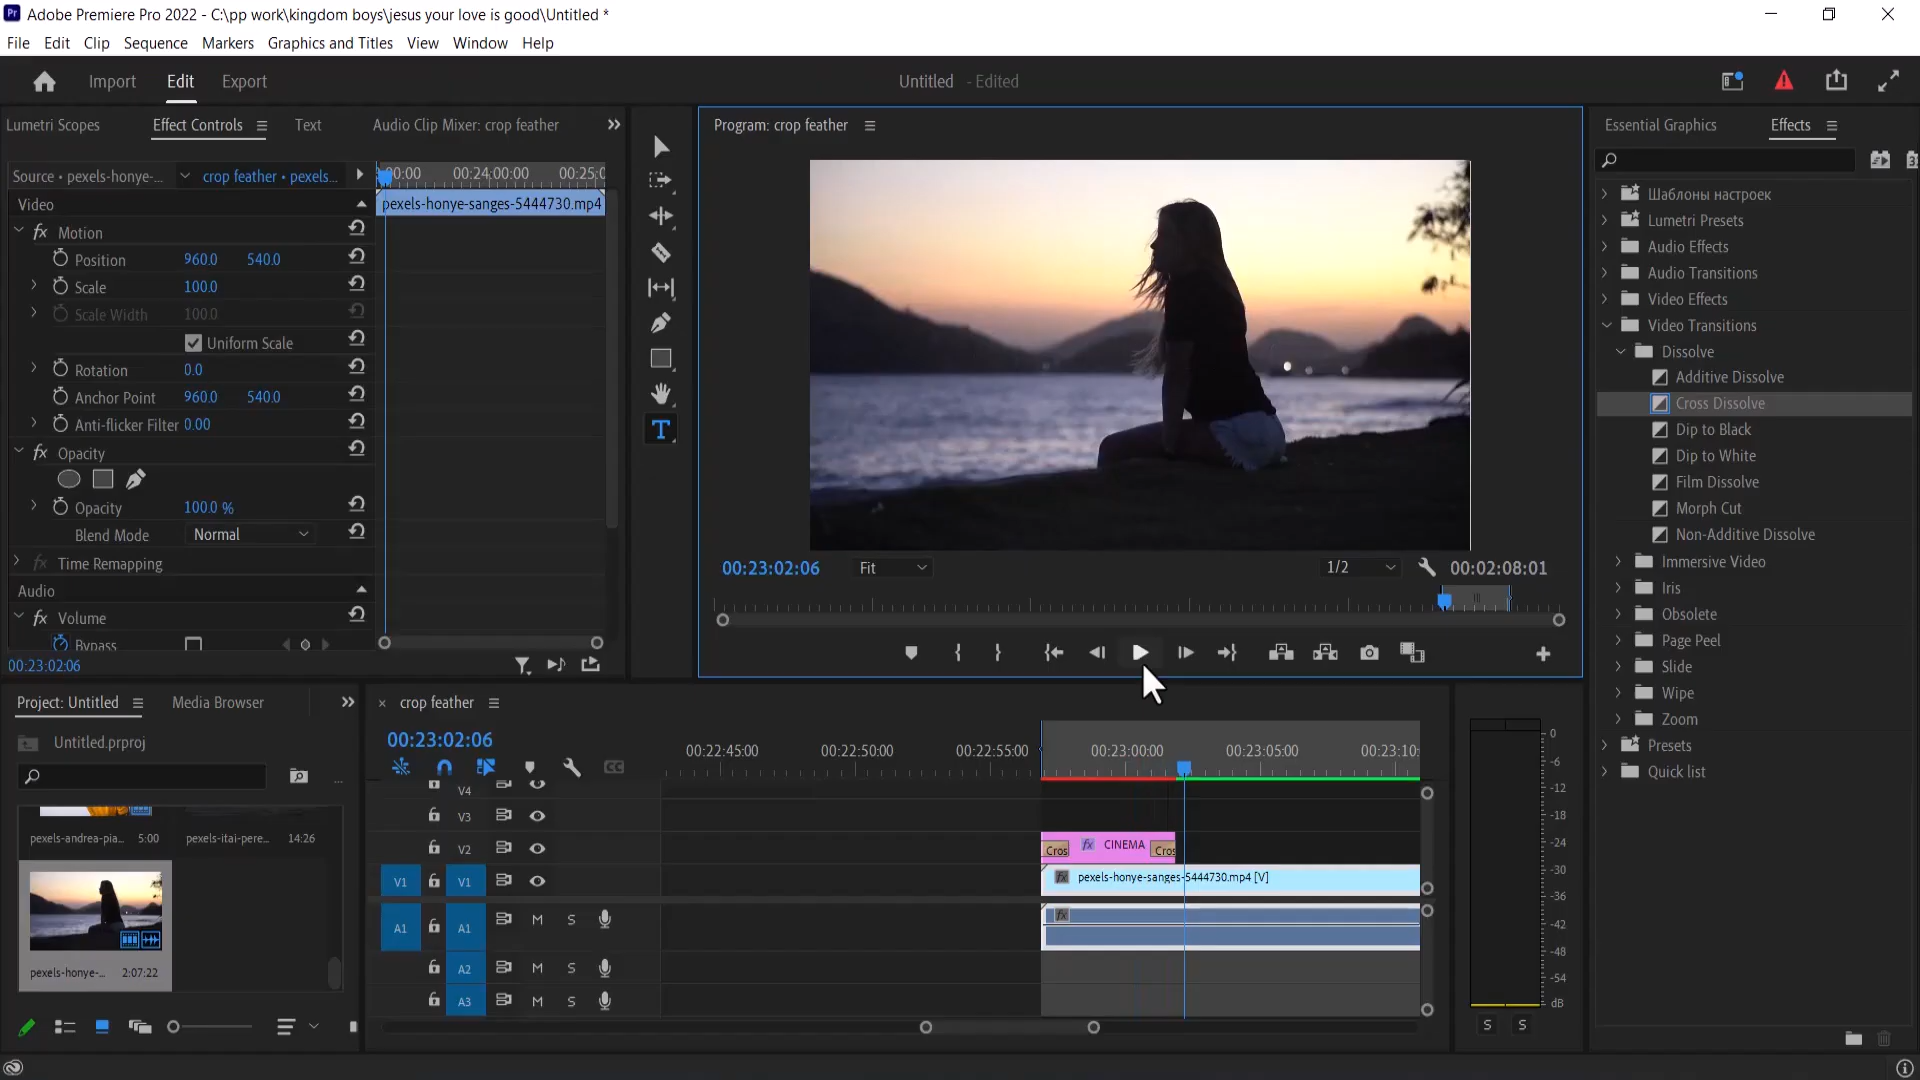 Adobe Premiere Pro 2022 - C:\pp work\kingdom boys\jesus your love is good\Untitled *
File Edit Clip Sequence Markers Graphics and Titles View Window Help
Import Edit Export
Untitled - Edited
Lumetri Scopes Effect Controls Text Audio Clip Mixer: crop feather
Source • pexels-honye-... crop feather • pexels...
:00:00 00:24:00:00 00:25:0
Video
pexels-honye-sanges-5444730.mp4
fx Motion
Position 960.0 540.0
Scale 100.0
Scale Width 100.0
Uniform Scale
Rotation 0.0
Anchor Point 960.0 540.0
Anti-flicker Filter 0.00
fx Opacity
Opacity 100.0 %
Blend Mode Normal
fx Time Remapping
Audio
fx Volume
Bypass
00:23:02:06
T
Program: crop feather
00:23:02:06 Fit 1/2 00:02:08:01
Essential Graphics Effects
Шаблоны настроек
Lumetri Presets
Audio Effects
Audio Transitions
Video Effects
Video Transitions
Dissolve
Additive Dissolve
Cross Dissolve
Dip to Black
Dip to White
Film Dissolve
Morph Cut
Non-Additive Dissolve
Immersive Video
Iris
Obsolete
Page Peel
Slide
Wipe
Zoom
Presets
Quick list
Project: Untitled Media Browser
Untitled.prproj
pexels-andrea-pia... 5:00 pexels-itai-pere... 14:26
pexels-honye-... 2:07:22
crop feather
00:23:02:06
00:22:45:00 00:22:50:00 00:22:55:00 00:23:00:00 00:23:05:00 00:23:10:
V4
V3
V2
Cros fx CINEMA Cros
V1 V1
fx pexels-honye-sanges-5444730.mp4 [V]
A1 A1 M S
fx
A2 M S
A3 M S
0
-6
-12
-18
-24
-30
-36
-42
-48
-54
dB
S S